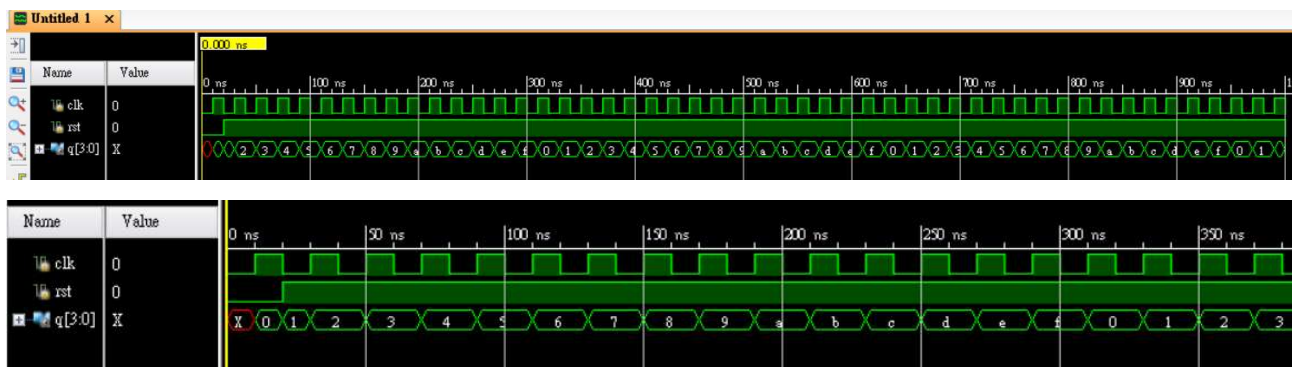 Untitled 1
0.000 ns
Name Value
0 ns 100 ns 200 ns 300 ns 400 ns 500 ns 600 ns 700 ns 800 ns 900 ns 1
clk 0
rst 0
q[3:0] X 2 3 4 5 6 7 8 9 a b c d e f 0 1 2 3 4 5 6 7 8 9 a b c d e f 0 1 2 3 4 5 6 7 8 9 a b c d e f 0 1
Name Value
0 ns 50 ns 100 ns 150 ns 200 ns 250 ns 300 ns 350 ns
clk 0
rst 0
q[3:0] X X 0 1 2 3 4 5 6 7 8 9 a b c d e f 0 1 2 3